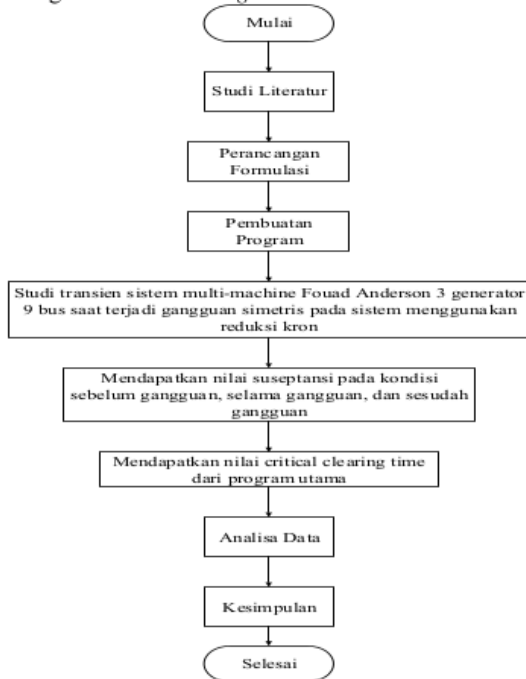 Mulai
Studi Literatur
Perancangan
Formulasi
Pembuatan
Program
Studi transien sistem multi-machine Fouad Anderson 3 generator
9 bus saat terjadi gangguan simetris pada sistem menggunakan
reduksi kron
Mendapatkan nilai suseptansi pada kondisi
sebelum gangguan, selama gangguan, dan sesudah
gangguan
Mendapatkan nilai critical clearing time
dari program utama
Analisa Data
Kesimpulan
Selesai